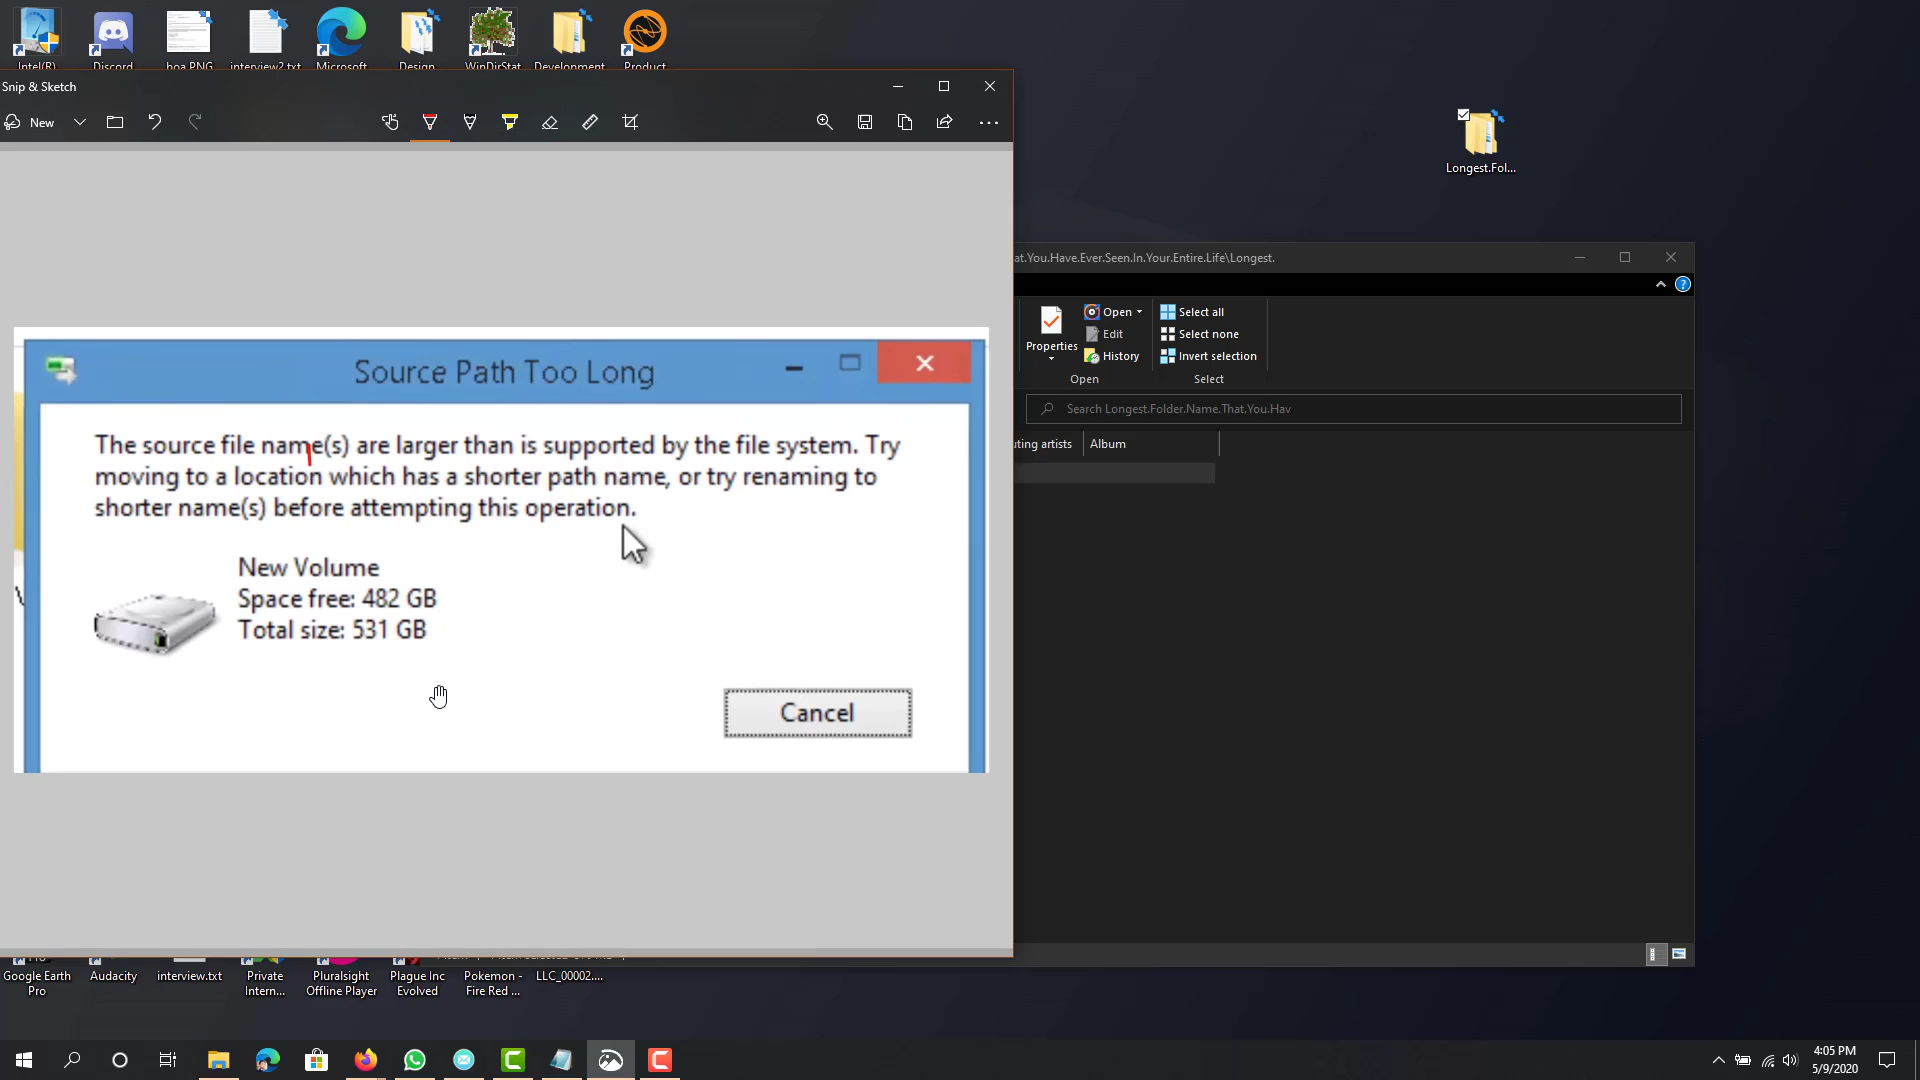 Intel(R)
Discord
hoa.PNG
interview2.txt
Microsoft
Design
WinDirStat
Development
Product
Snip & Sketch
New
Longest.Fol...
at.You.Have.Ever.Seen.In.Your.Entire.Life\Longest.
Properties
Open
Edit
History
Open
Select all
Select none
Invert selection
Select
Search Longest.Folder.Name.That.You.Hav
uting artists
Album
Source Path Too Long
The source file name(s) are larger than is supported by the file system. Try
moving to a location which has a shorter path name, or try renaming to
shorter name(s) before attempting this operation.
New Volume
Space free: 482 GB
Total size: 531 GB
Cancel
Google Earth
Pro
Audacity
interview.txt
Private
Intern...
Pluralsight
Offline Player
Plague Inc
Evolved
Pokemon -
Fire Red ...
LLC_00002....
4:05 PM
5/9/2020